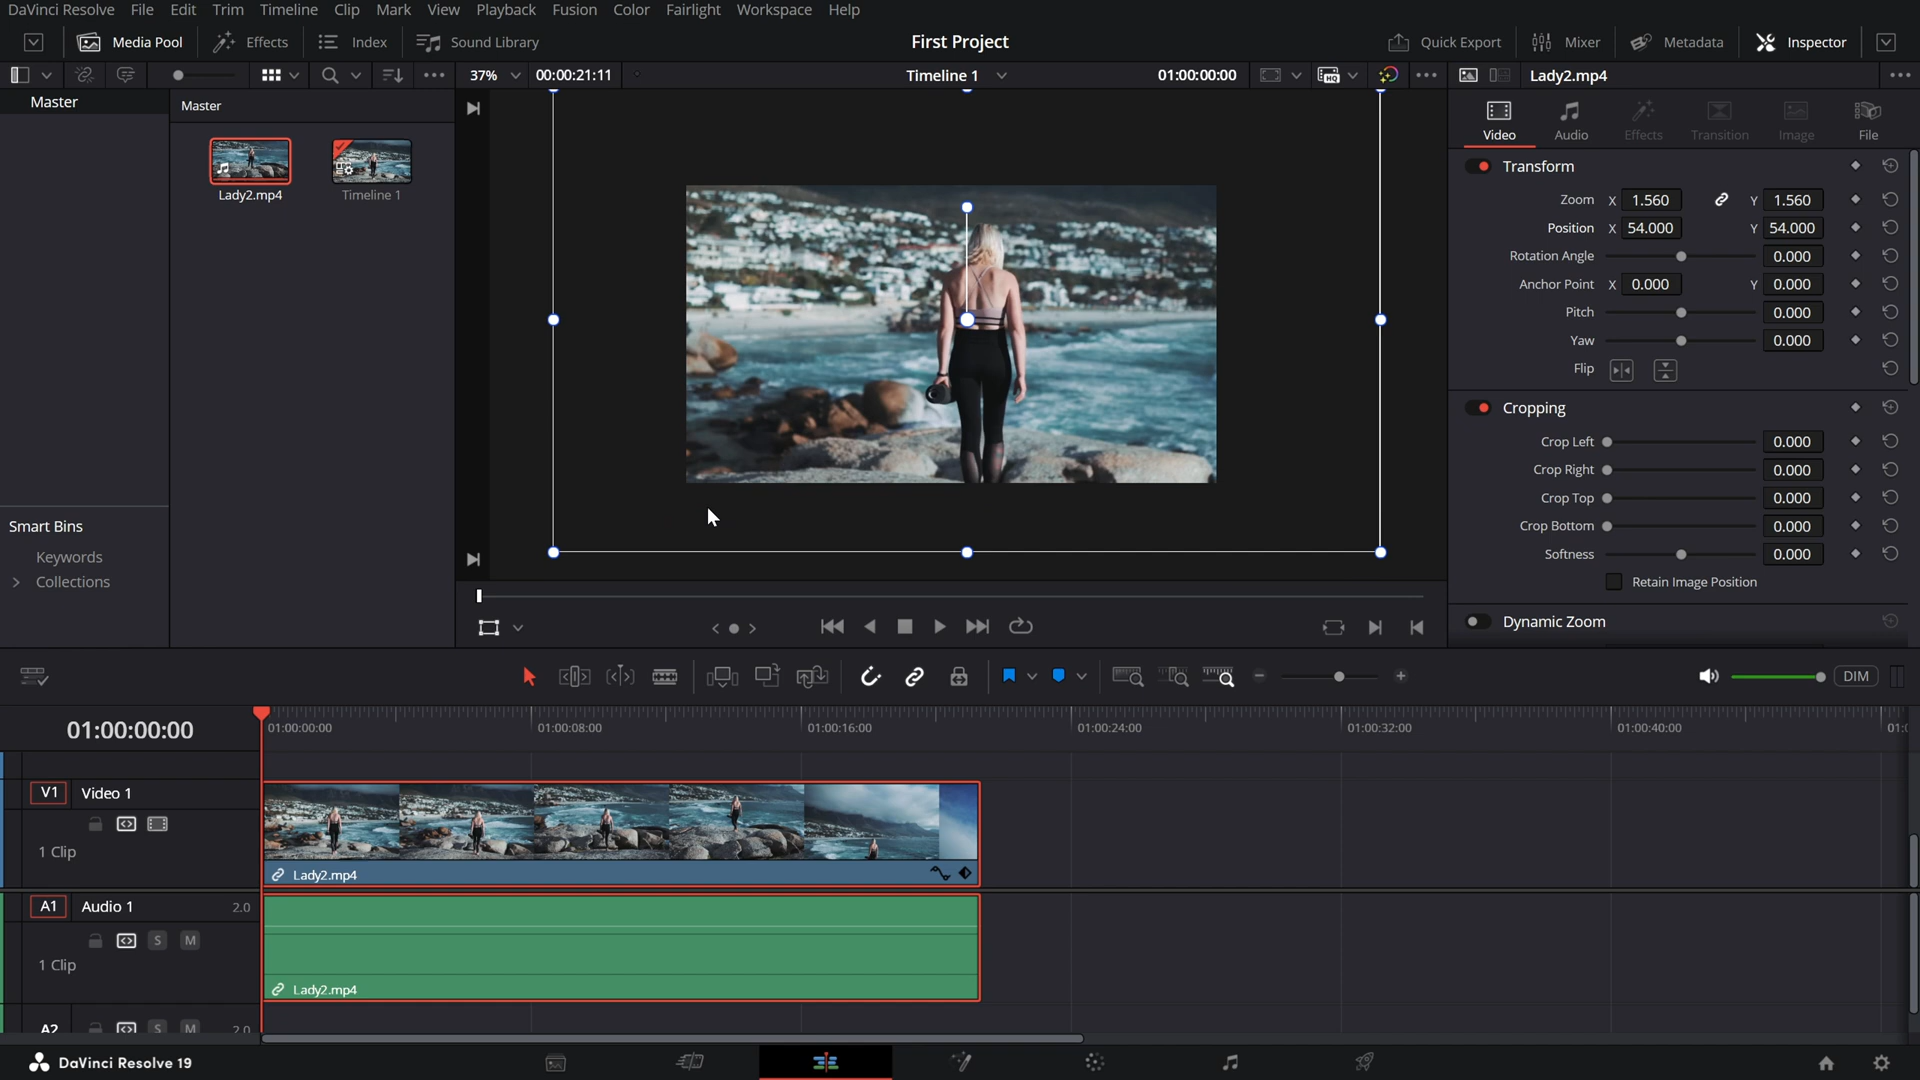 DaVinci Resolve File Edit Trim Timeline Clip Mark View Playback Fusion Color Fairlight Workspace Help
Media Pool Effects Index Sound Library First Project Quick Export Mixer Metadata Inspector
37% 00:00:21:11 Timeline 1 01:00:00:00 Lady2.mp4
Master
Master
Lady2.mp4
Timeline 1
Smart Bins
Keywords
Collections
Video Audio Effects Transition Image File
Transform
Zoom X 1.560 Y 1.560
Position X 54.000 Y 54.000
Rotation Angle 0.000
Anchor Point X 0.000 Y 0.000
Pitch 0.000
Yaw 0.000
Flip
Cropping
Crop Left 0.000
Crop Right 0.000
Crop Top 0.000
Crop Bottom 0.000
Softness 0.000
Retain Image Position
Dynamic Zoom
DIM
01:00:00:00
01:00:00:00 01:00:08:00 01:00:16:00 01:00:24:00 01:00:32:00 01:00:40:00
V1 Video 1
1 Clip
Lady2.mp4
A1 Audio 1 2.0
S M
1 Clip
Lady2.mp4
A2 S M 2.0
DaVinci Resolve 19